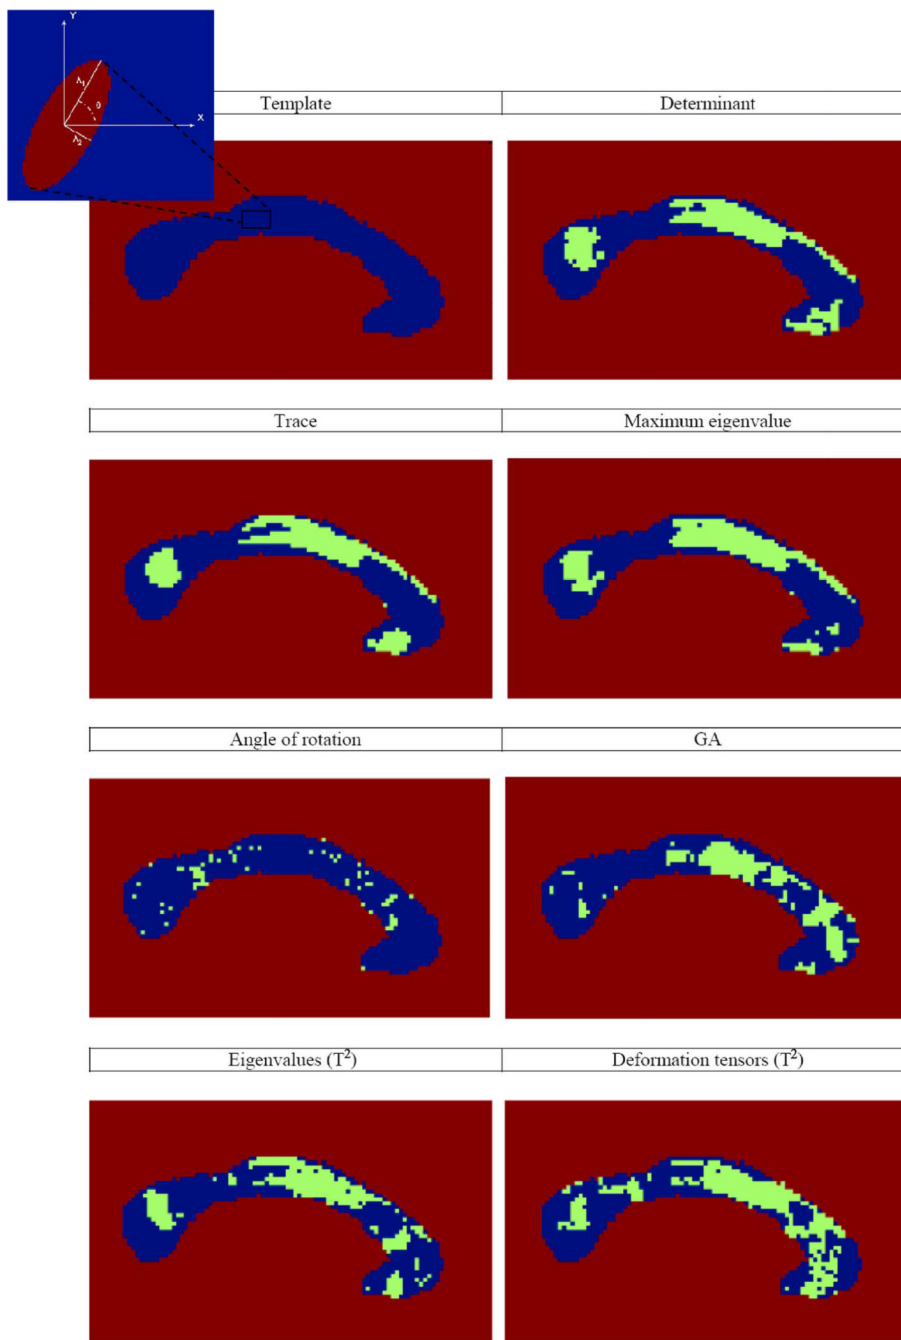 Y
λ1
θ
X
λ2
Template
Determinant
Trace
Maximum eigenvalue
Angle of rotation
GA
Eigenvalues (T²)
Deformation tensors (T²)